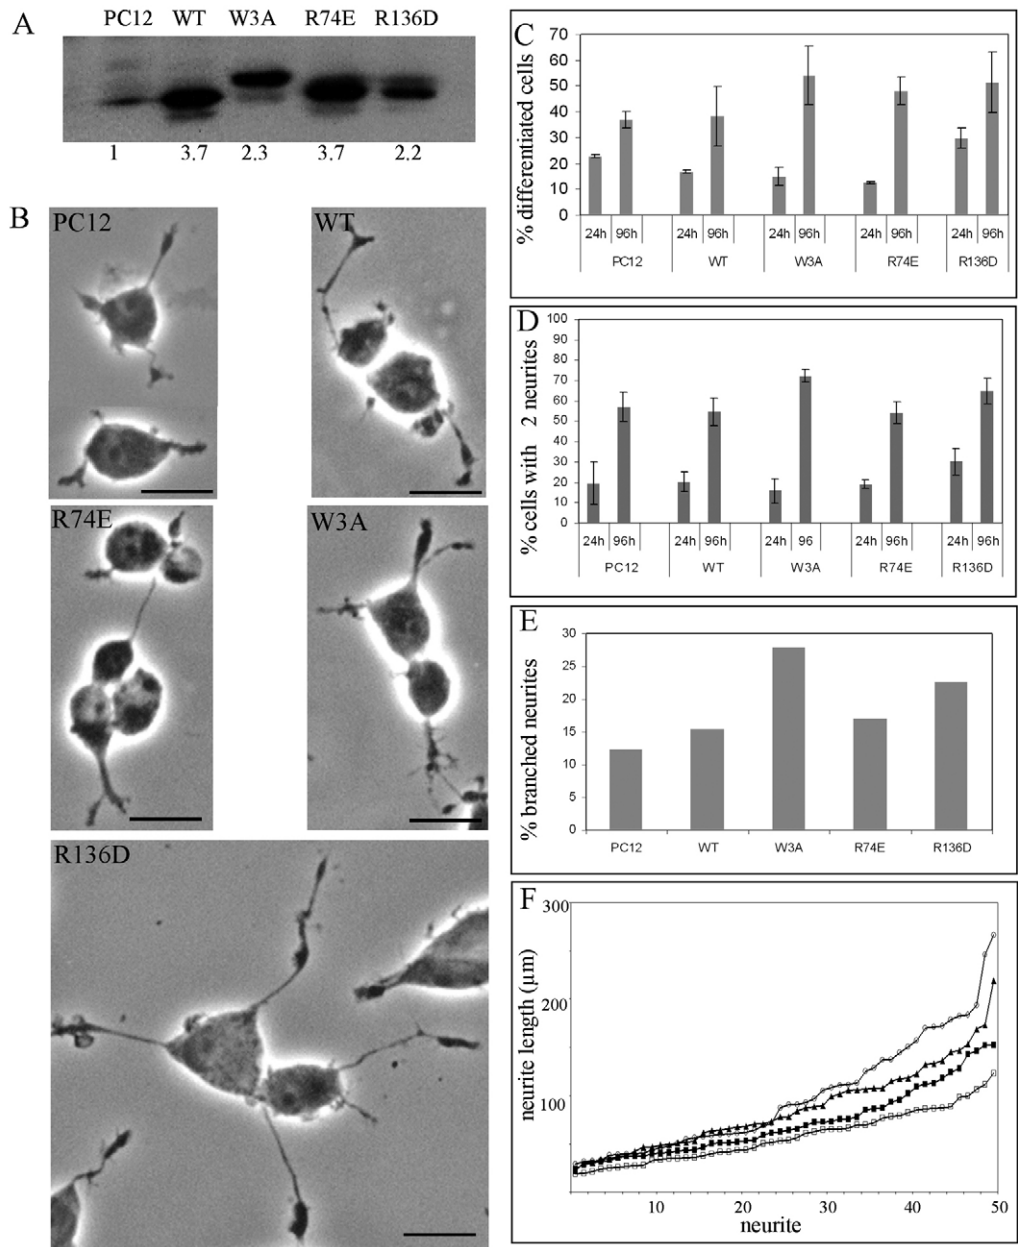 A
PC12 WT W3A R74E R136D
1 3.7 2.3 3.7 2.2
B
PC12
WT
R74E
W3A
R136D
C
% differentiated cells
70
60
50
40
30
20
10
0
24h 96h 24h 96h 24h 96h 24h 96h 24h 96h
PC12 WT W3A R74E R136D
D
% cells with 2 neurites
100
90
80
70
60
50
40
30
20
10
0
24h 96h 24h 96h 24h 96 24h 96h 24h 96h
PC12 WT W3A R74E R136D
E
% branched neurites
30
25
20
15
10
5
0
PC12 WT W3A R74E R136D
F
neurite length (µm)
300
200
100
10 20 30 40 50
neurite